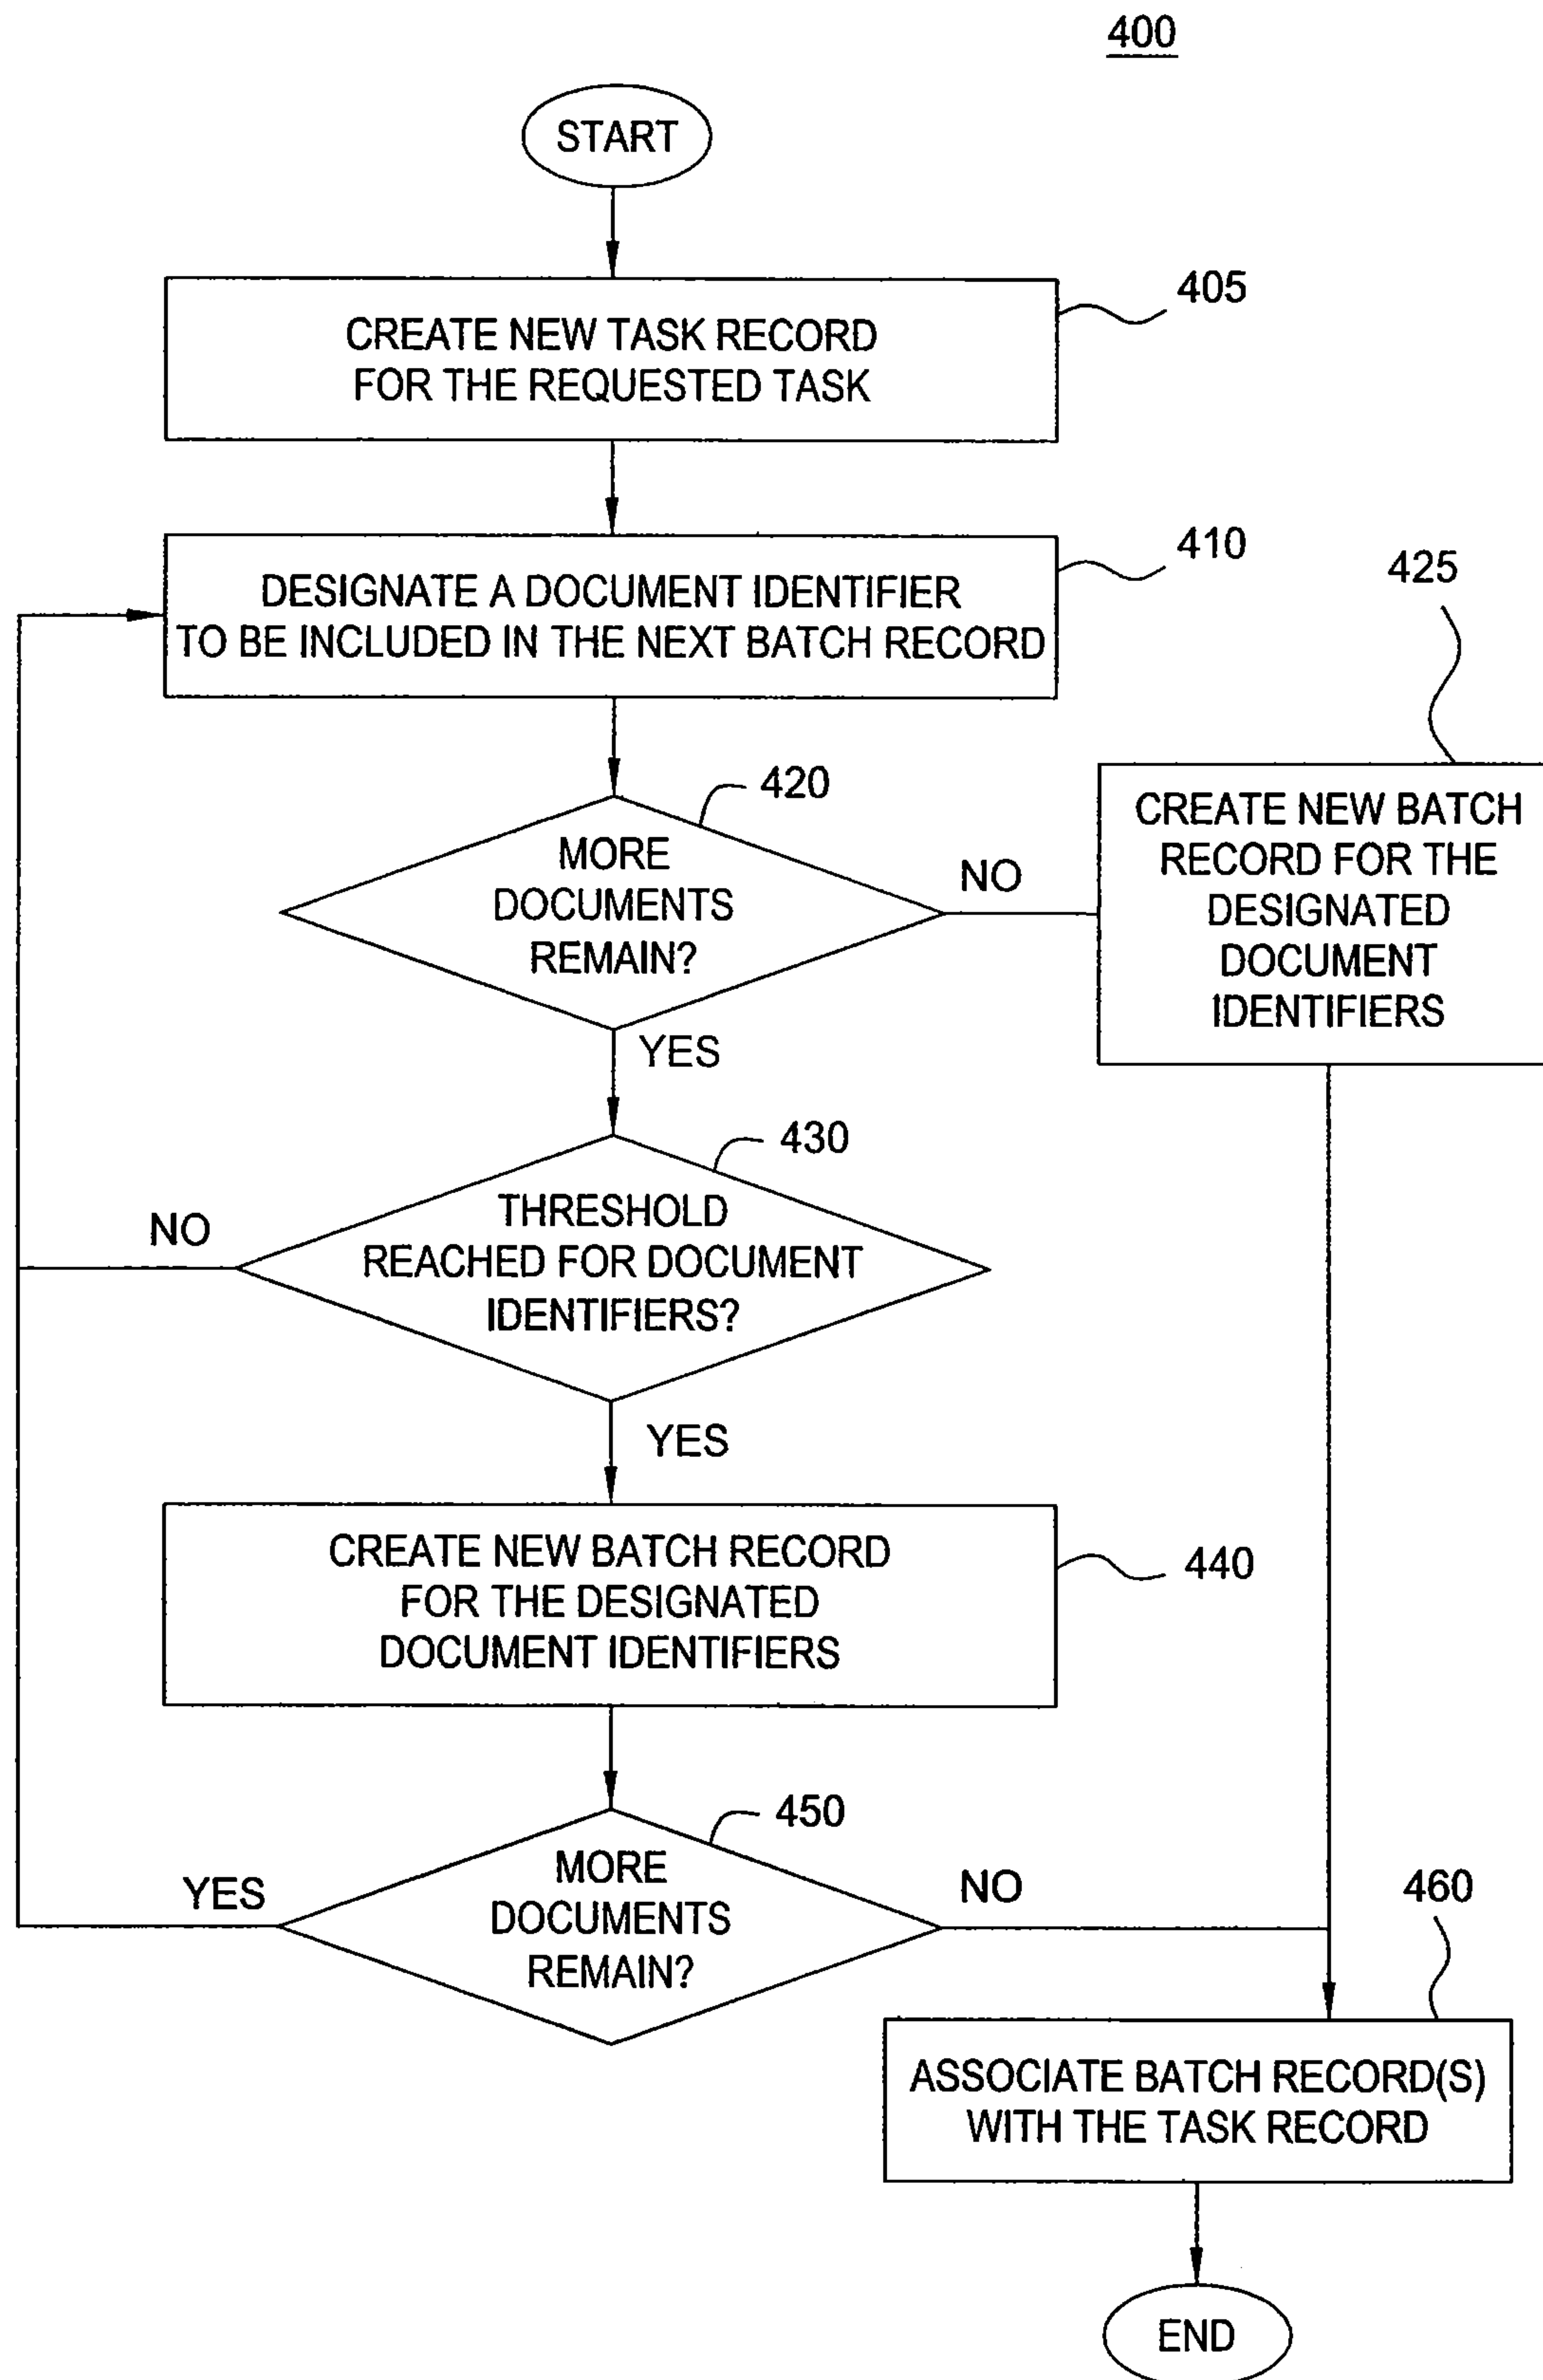 400
START
405
CREATE NEW TASK RECORD
FOR THE REQUESTED TASK
410
DESIGNATE A DOCUMENT IDENTIFIER
TO BE INCLUDED IN THE NEXT BATCH RECORD
420
MORE
DOCUMENTS
REMAIN?
NO
425
CREATE NEW BATCH
RECORD FOR THE
DESIGNATED
DOCUMENT
IDENTIFIERS
YES
430
THRESHOLD
REACHED FOR DOCUMENT
IDENTIFIERS?
NO
YES
440
CREATE NEW BATCH RECORD
FOR THE DESIGNATED
DOCUMENT IDENTIFIERS
450
MORE
DOCUMENTS
REMAIN?
YES
NO
460
ASSOCIATE BATCH RECORD(S)
WITH THE TASK RECORD
END